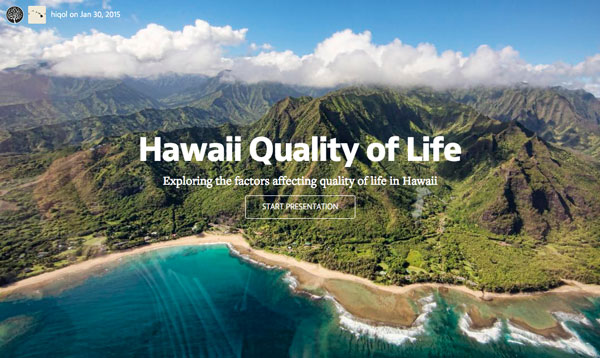 hiqol on Jan 30, 2015
Hawaii Quality of Life
Exploring the factors affecting quality of life in Hawaii
START PRESENTATION